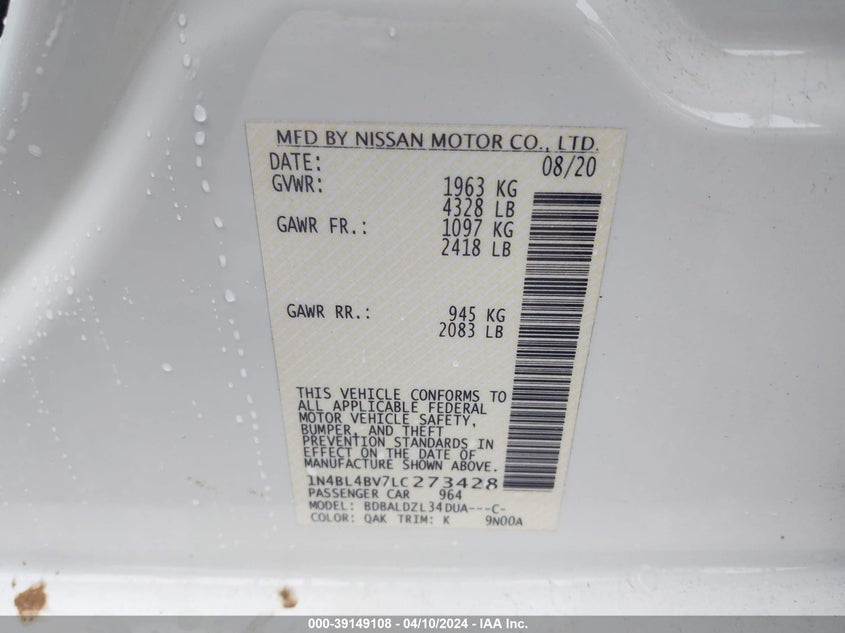 MFD BY NISSAN MOTOR CO., LTD.
DATE: 08/20
GVWR: 1963 KG
4328 LB
GAWR FR.: 1097 KG
2418 LB
GAWR RR.: 945 KG
2083 LB
THIS VEHICLE CONFORMS TO
ALL APPLICABLE FEDERAL
MOTOR VEHICLE SAFETY,
BUMPER, AND THEFT
PREVENTION STANDARDS IN
EFFECT ON THE DATE OF
MANUFACTURE SHOWN ABOVE.
1N4BL4BV7LC273428
PASSENGER CAR 964
MODEL: BDBALDZL34DUA---C-
COLOR: QAK TRIM: K 9N00A
000-39149108 - 04/10/2024 - IAA Inc.